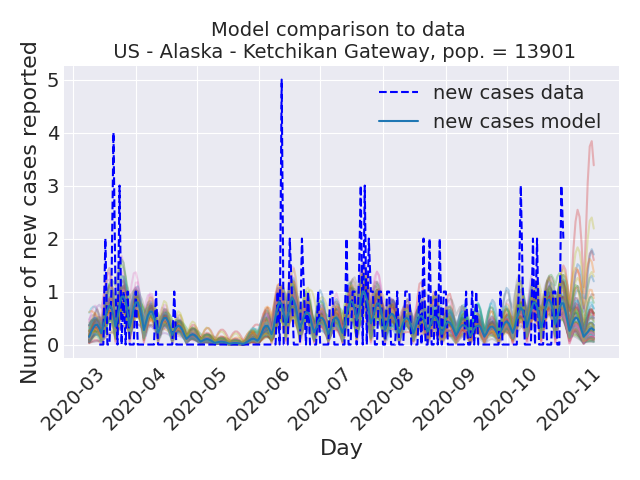 Model comparison to data
US - Alaska - Ketchikan Gateway, pop. = 13901
Number of new cases reported
5
4
3
2
1
0
new cases data
new cases model
2020-03
2020-04
2020-05
2020-06
2020-07
2020-08
2020-09
2020-10
2020-11
Day